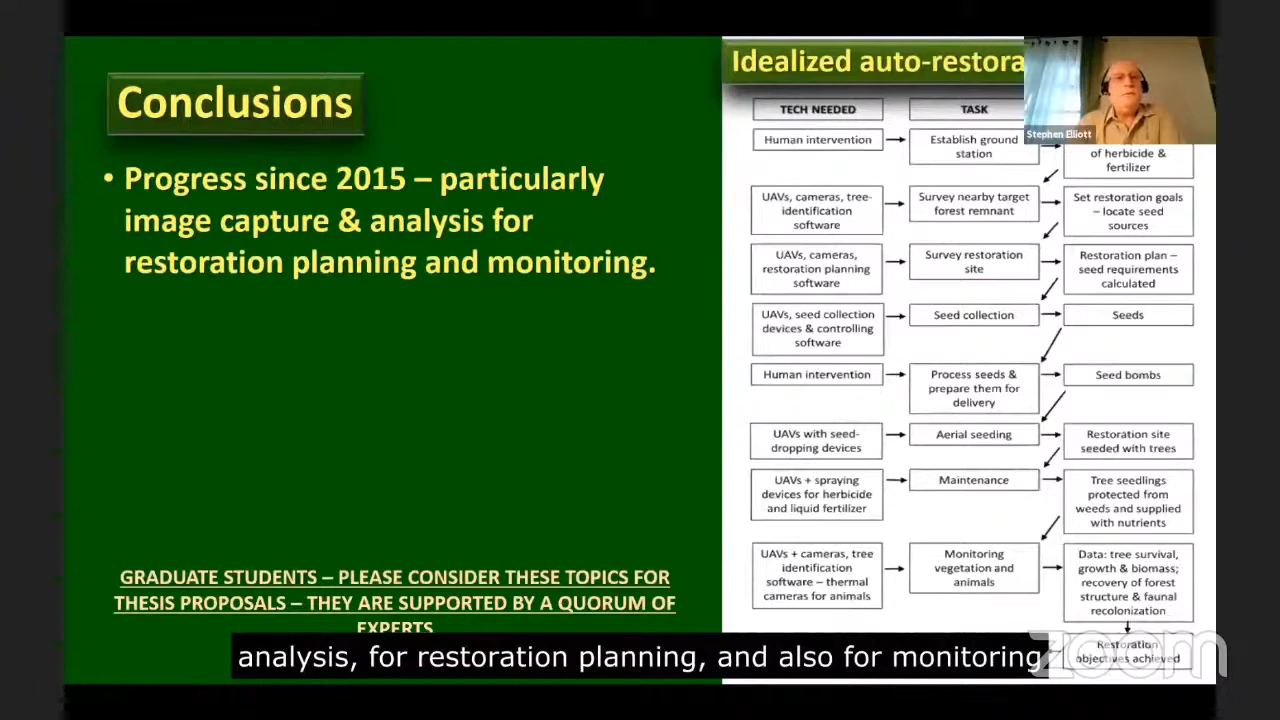 Conclusions
• Progress since 2015 – particularly
image capture & analysis for
restoration planning and monitoring.
GRADUATE STUDENTS – PLEASE CONSIDER THESE TOPICS FOR
THESIS PROPOSALS – THEY ARE SUPPORTED BY A QUORUM OF
EXPERTS
Idealized auto-restora
Stephen Elliott
TECH NEEDED
TASK
Human intervention
Establish ground
station
of herbicide &
fertilizer
UAVs, cameras, tree-
identification
software
Survey nearby target
forest remnant
Set restoration goals
– locate seed
sources
UAVs, cameras,
restoration planning
software
Survey restoration
site
Restoration plan –
seed requirements
calculated
UAVs, seed collection
devices & controlling
software
Seed collection
Seeds
Human intervention
Process seeds &
prepare them for
delivery
Seed bombs
UAVs with seed-
dropping devices
Aerial seeding
Restoration site
seeded with trees
UAVs + spraying
devices for herbicide
and liquid fertilizer
Maintenance
Tree seedlings
protected from
weeds and supplied
with nutrients
UAVs + cameras, tree
identification
software – thermal
cameras for animals
Monitoring
vegetation and
animals
Data: tree survival,
growth & biomass;
recovery of forest
structure & faunal
recolonization
Restoration
objectives achieved
zoom
analysis, for restoration planning, and also for monitoring